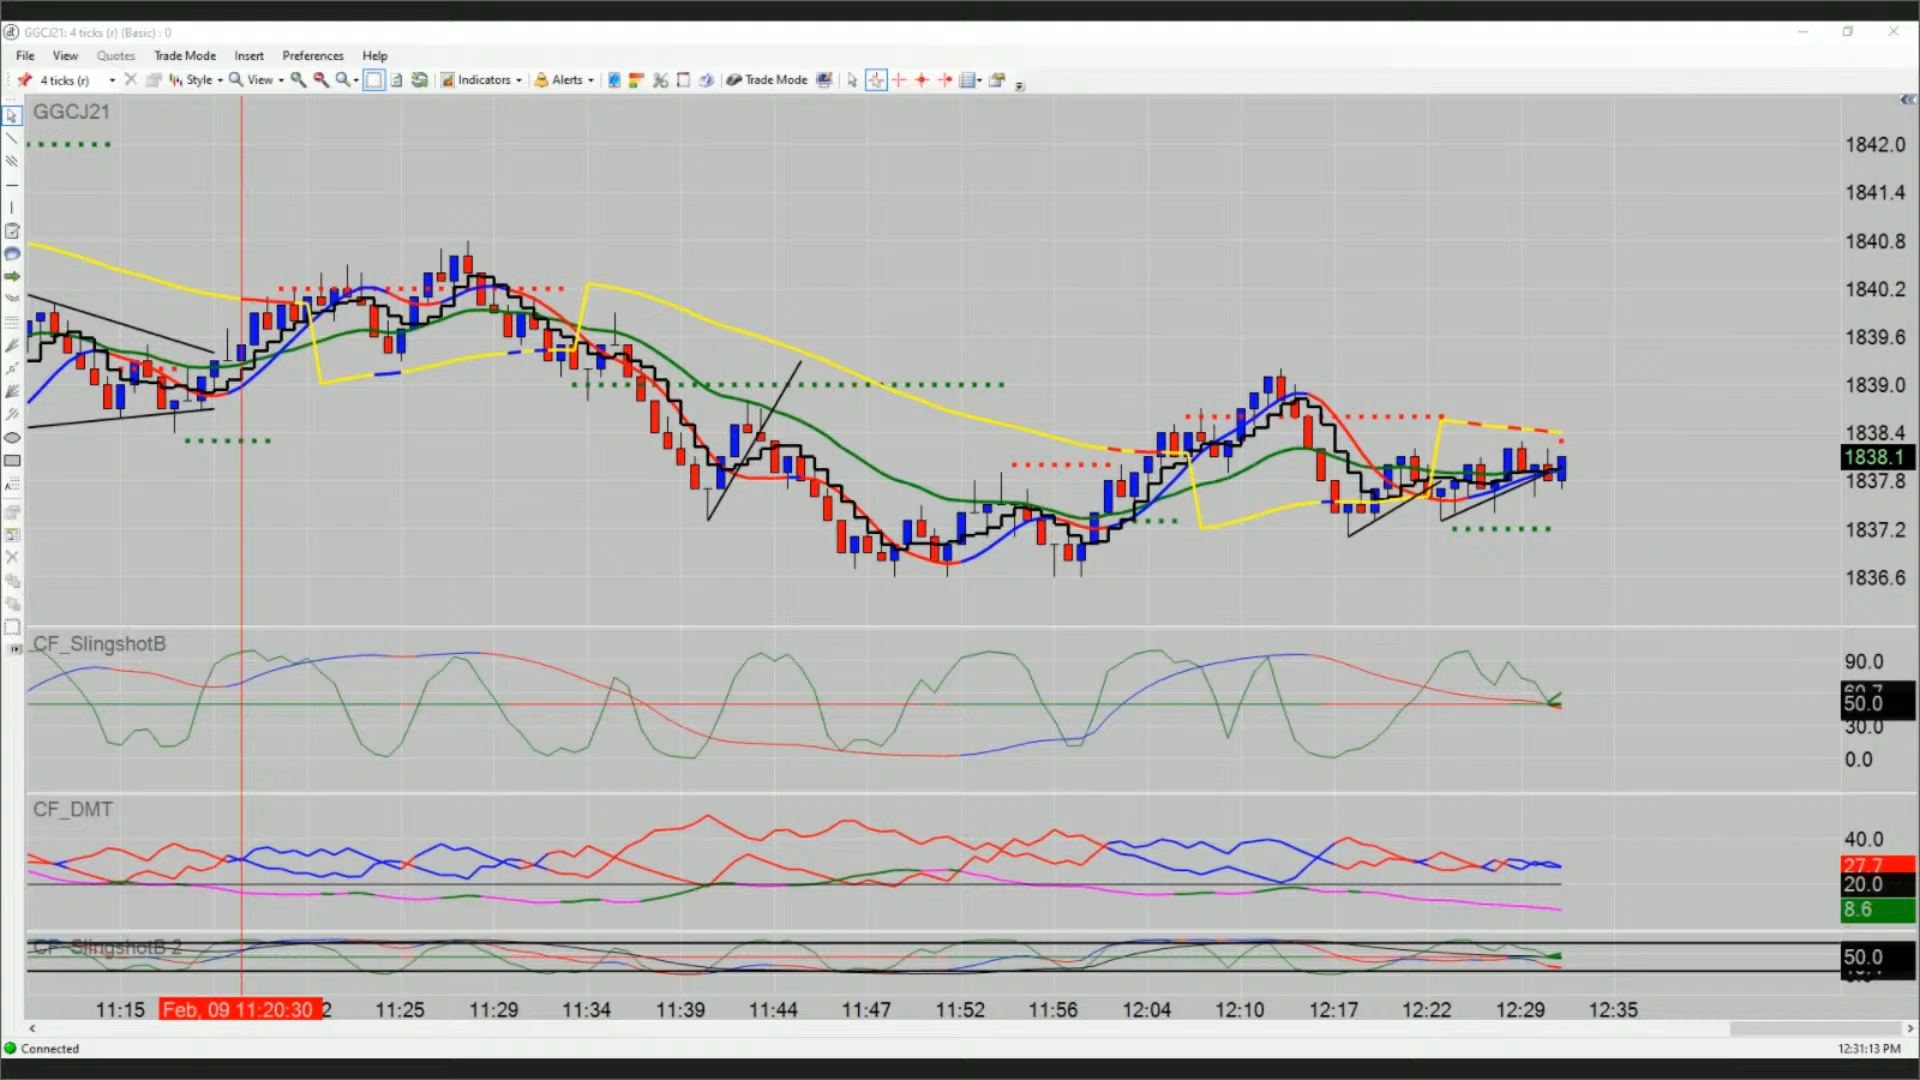 GGCJ21: 4 ticks (r) (Basic) : 0
File View Quotes Trade Mode Insert Preferences Help
4 ticks (r) Style View Indicators Alerts Trade Mode
GGCJ21
1842.0
1841.4
1840.8
1840.2
1839.6
1839.0
1838.4
1838.1
1837.8
1837.2
1836.6
CF_SlingshotB
90.0
50.0
30.0
0.0
CF_DMT
40.0
27.7
20.0
8.6
CF_SlingshotB 2
50.0
11:15 Feb, 09 11:20:30 2 11:25 11:29 11:34 11:39 11:44 11:47 11:52 11:56 12:04 12:10 12:17 12:22 12:29 12:35
Connected 12:31:13 PM